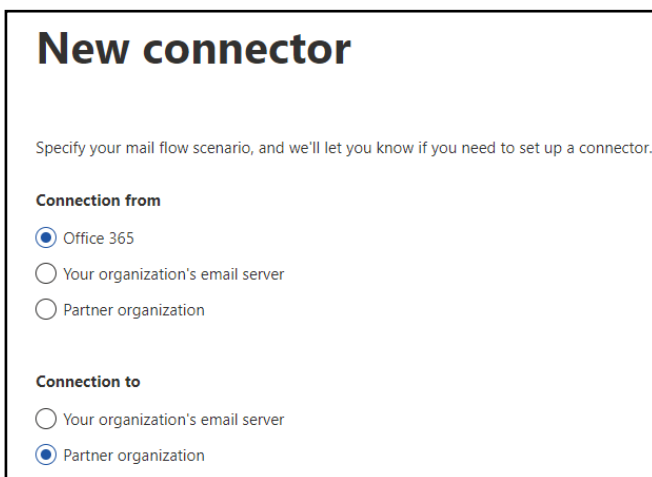 New connector
Specify your mail flow scenario, and we'll let you know if you need to set up a connector.
Connection from
Office 365
Your organization's email server
Partner organization
Connection to
Your organization's email server
Partner organization